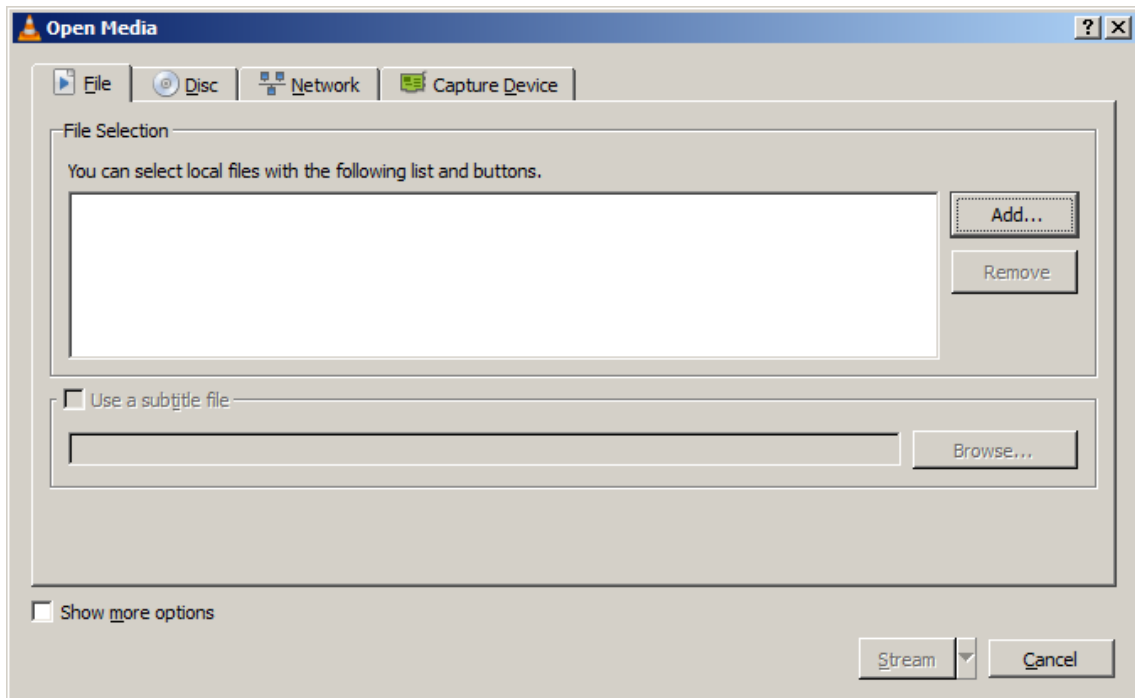 Open Media
File Disc Network Capture Device
File Selection
You can select local files with the following list and buttons.
Add...
Remove
Use a subtitle file
Browse...
Show more options
Stream Cancel